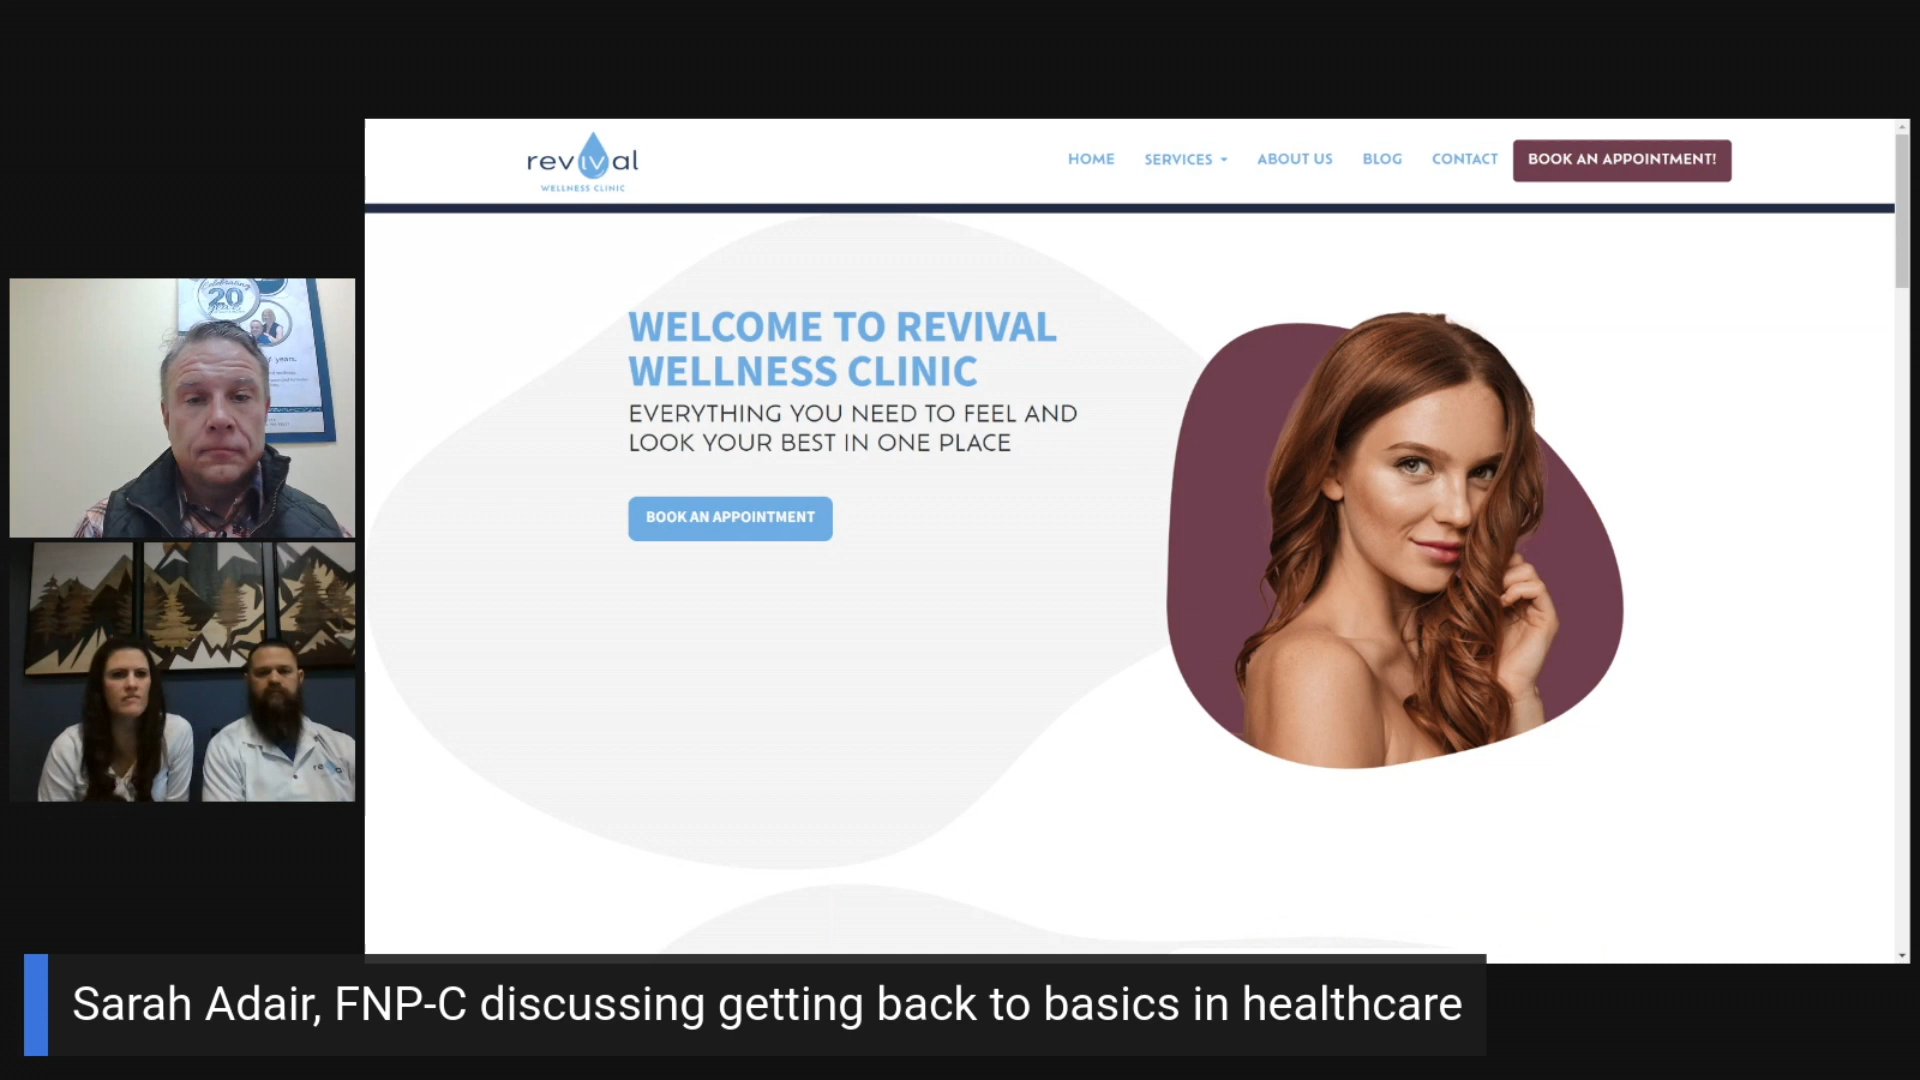 revival
WELLNESS CLINIC
HOME
SERVICES
ABOUT US
BLOG
CONTACT
BOOK AN APPOINTMENT!
Celebrating
20
years.
WELCOME TO REVIVAL
WELLNESS CLINIC
EVERYTHING YOU NEED TO FEEL AND
LOOK YOUR BEST IN ONE PLACE
BOOK AN APPOINTMENT
Sarah Adair, FNP-C discussing getting back to basics in healthcare